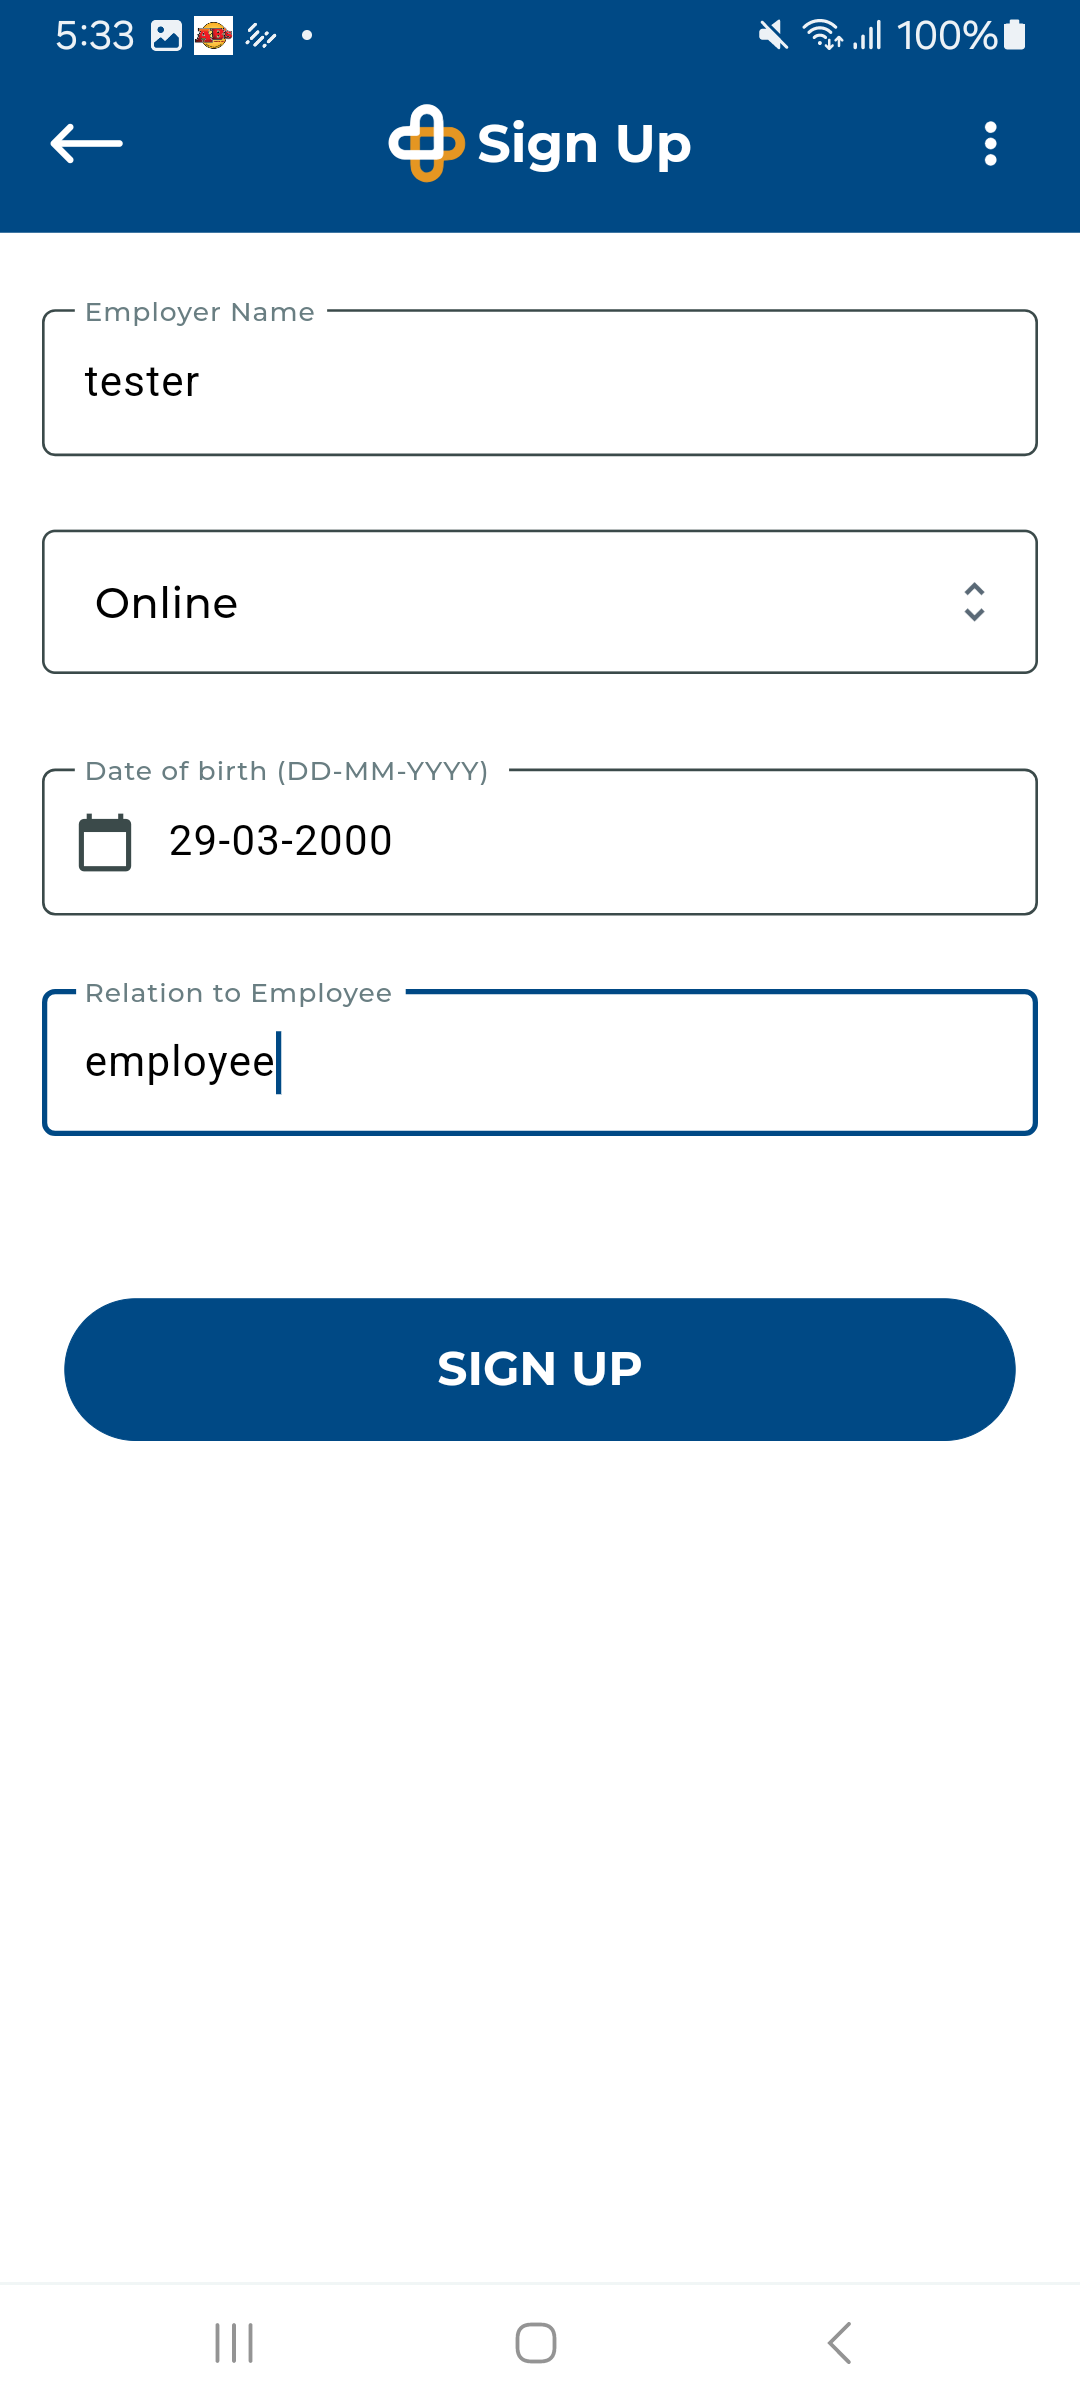 5:33 100%
Sign Up
Employer Name
tester
Online
Date of birth (DD-MM-YYYY)
29-03-2000
Relation to Employee
employee
SIGN UP